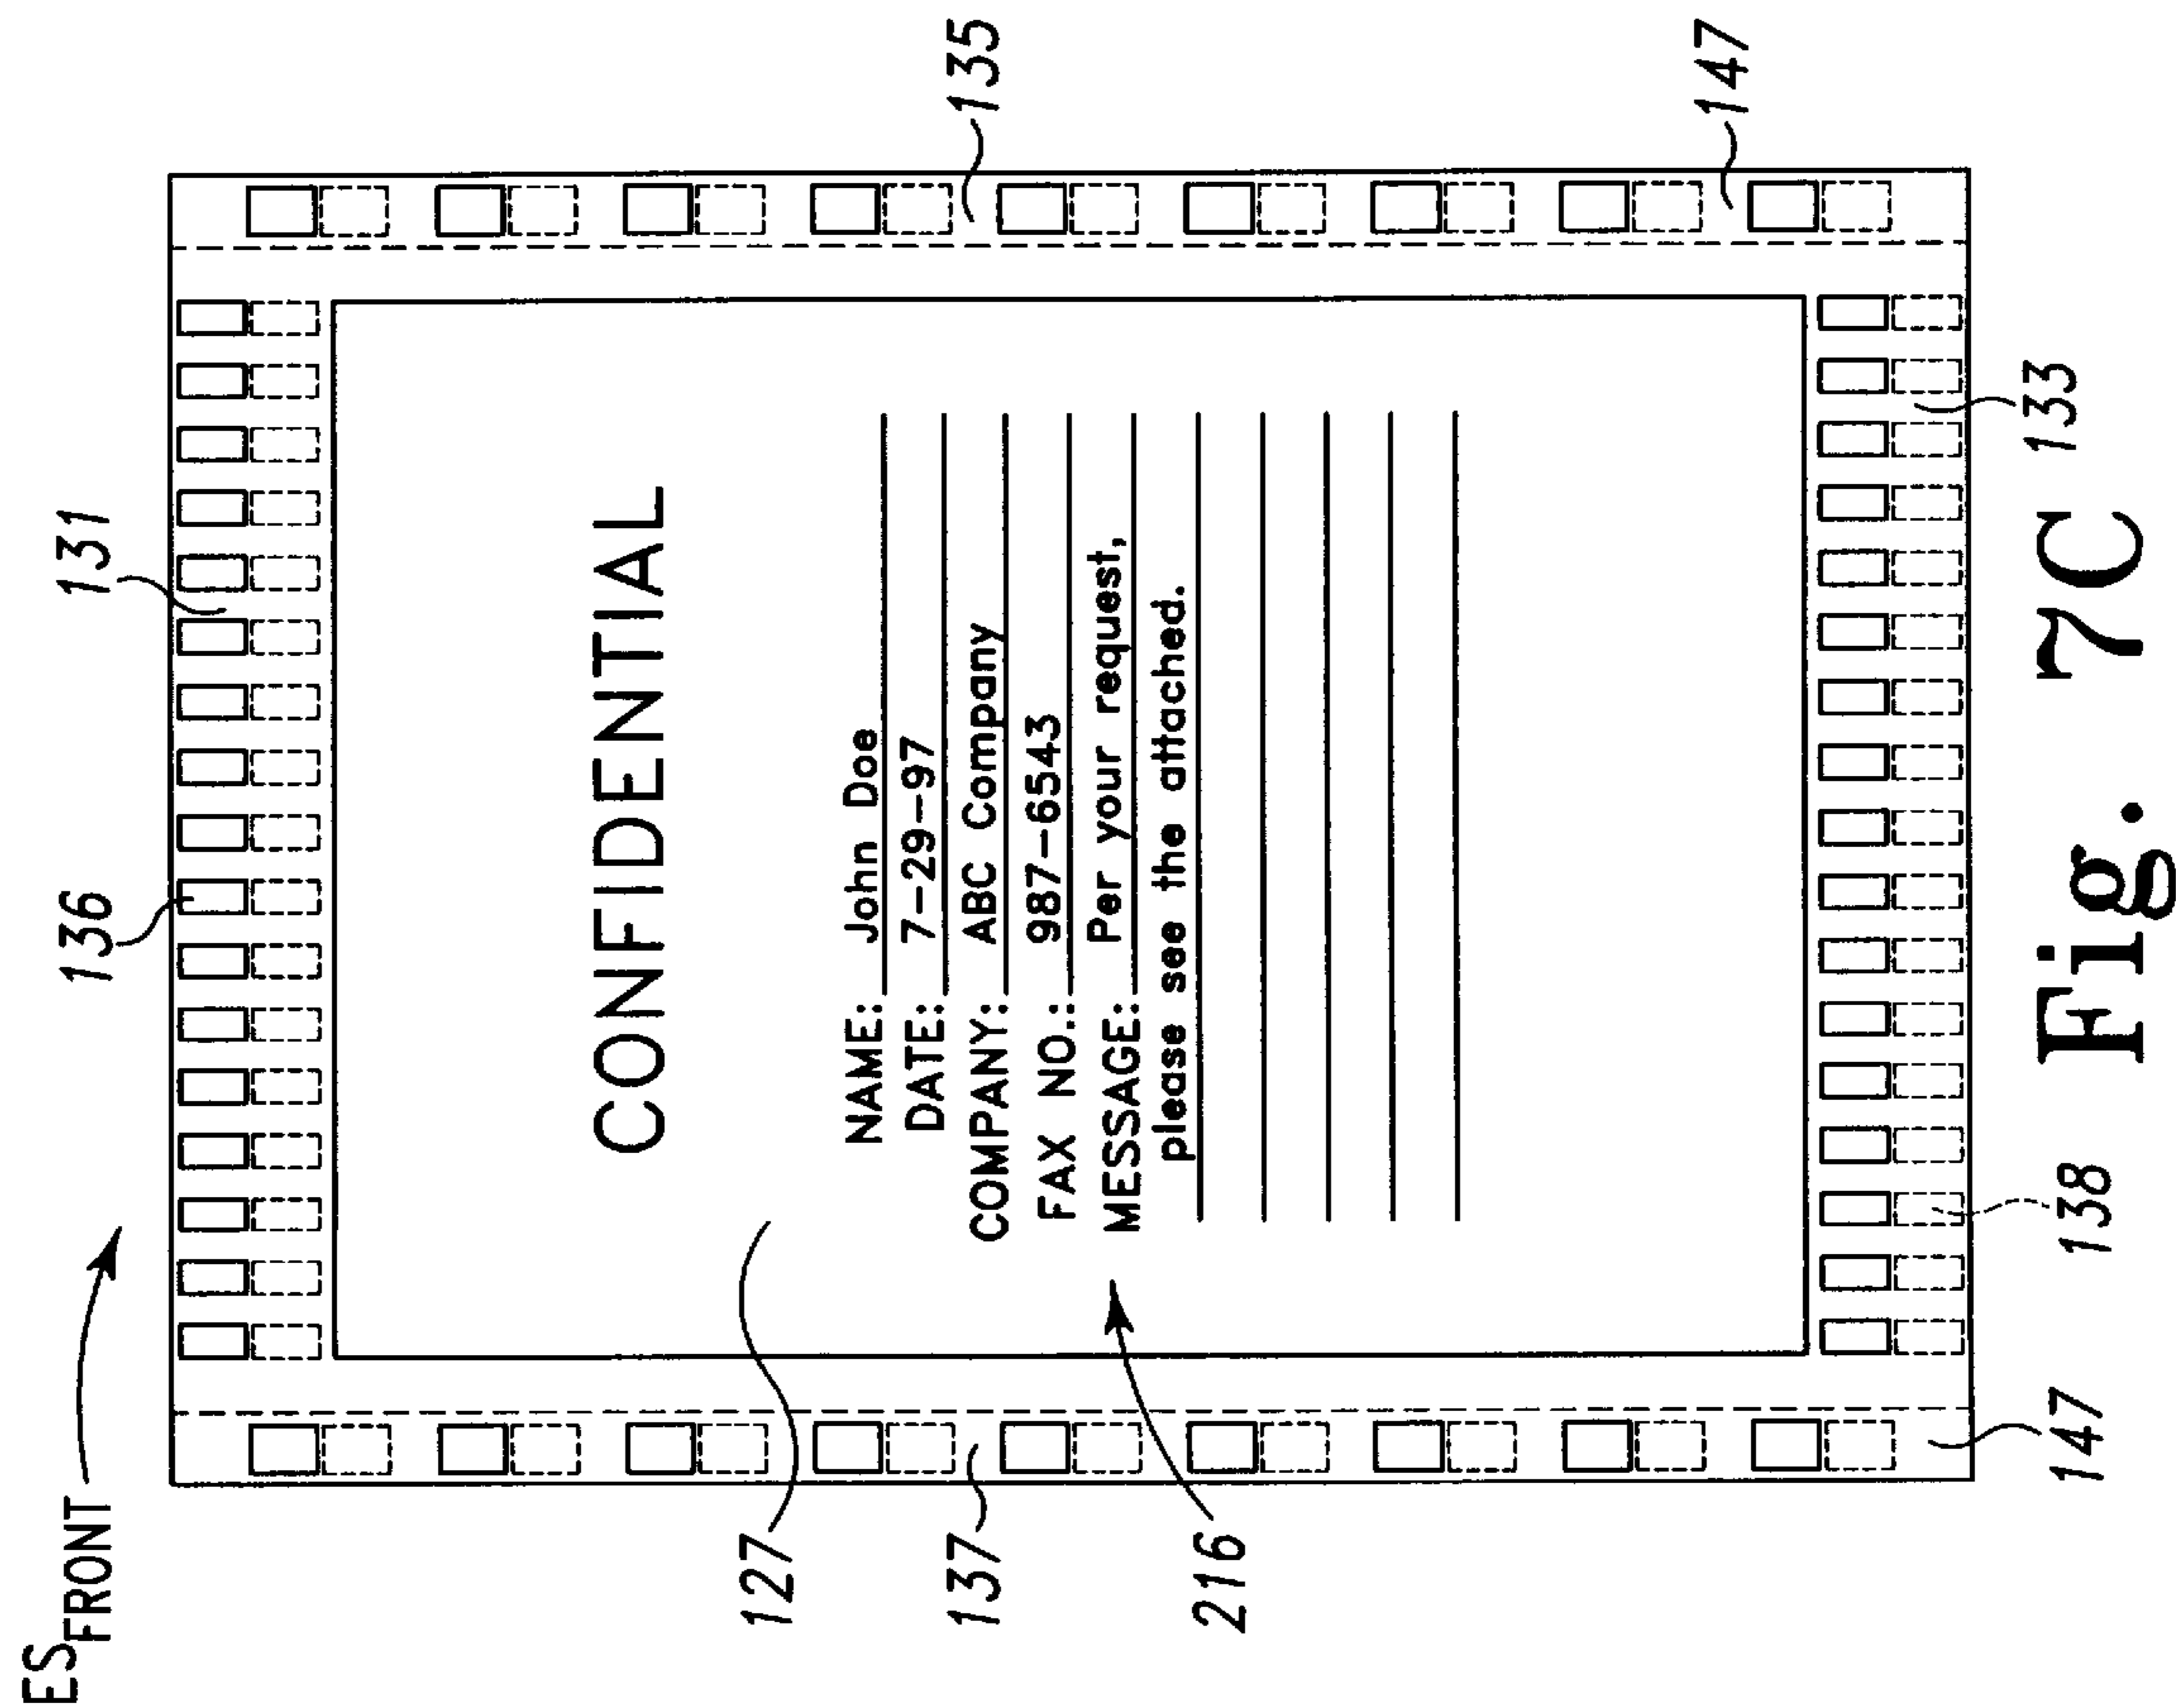 ES FRONT
136
131
CONFIDENTIAL
127
NAME: John Doe
DATE: 7-29-97
137
135
COMPANY: ABC Company
FAX NO.: 987-6543
MESSAGE: Per your request,
please see the attached.
216
147
147
138
133
Fig. 7C